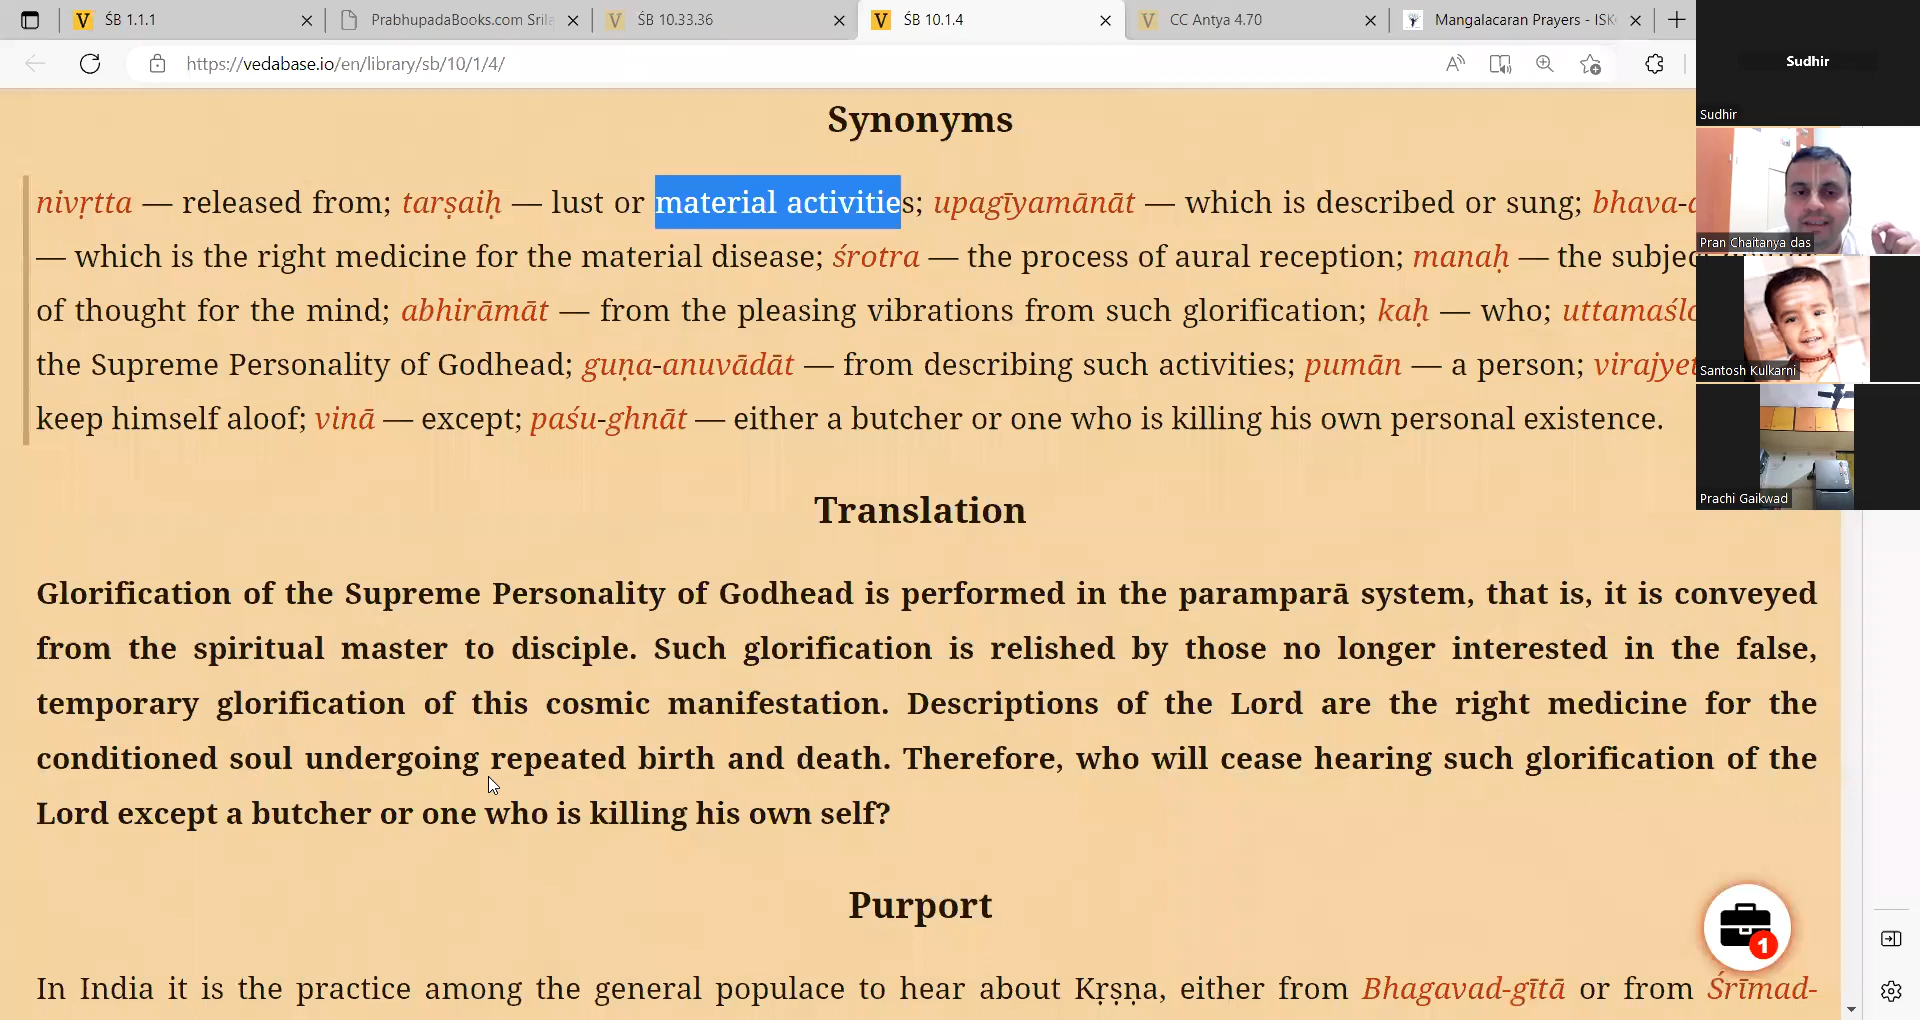 ŚB 1.1.1
PrabhupadaBooks.com Srila
ŚB 10.33.36
ŚB 10.1.4
CC Antya 4.70
Mangalacaran Prayers - ISK
https://vedabase.io/en/library/sb/10/1/4/
Sudhir
Sudhir
Pran Chaitanya das
Santosh Kulkarni
Prachi Gaikwad
Synonyms
nivṛtta — released from; tarṣaiḥ — lust or material activities; upagīyamānāt — which is described or sung; bhava-
— which is the right medicine for the material disease; śrotra — the process of aural reception; manaḥ — the
of thought for the mind; abhirāmāt — from the pleasing vibrations from such glorification; kaḥ — who;
the Supreme Personality of Godhead; guṇa-anuvādāt — from describing such activities; pumān — a person;
keep himself aloof; vinā — except; paśu-ghnāt — either a butcher or one who is killing his own personal existence.
Translation
Glorification of the Supreme Personality of Godhead is performed in the paramparā system, that is, it is conveyed
from the spiritual master to disciple. Such glorification is relished by those no longer interested in the false,
temporary glorification of this cosmic manifestation. Descriptions of the Lord are the right medicine for the
conditioned soul undergoing repeated birth and death. Therefore, who will cease hearing such glorification of the
Lord except a butcher or one who is killing his own self?
Purport
In India it is the practice among the general populace to hear about Kṛṣṇa, either from Bhagavad-gītā or from Śrīmad-
1